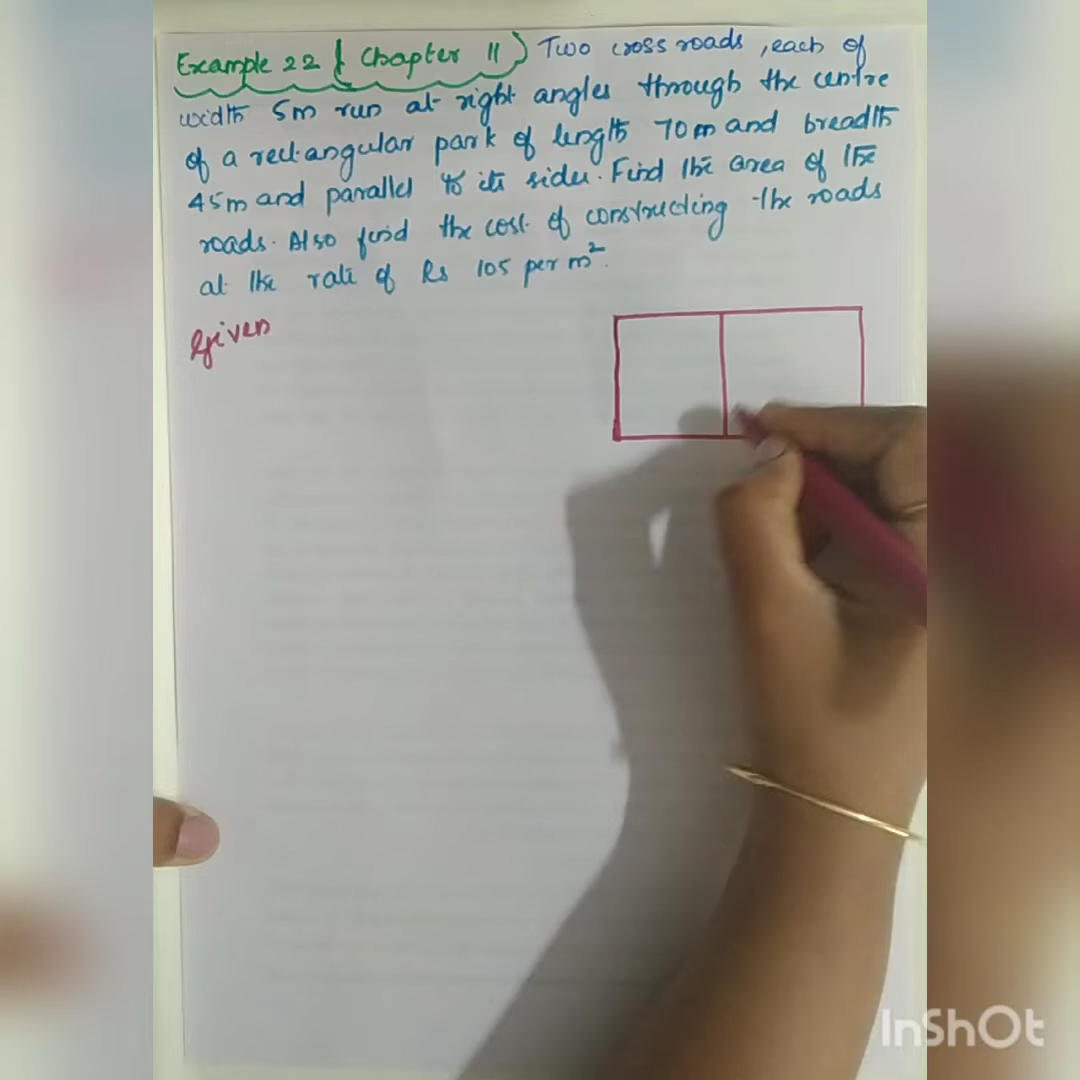 Example 22 ( Chapter 11 ) Two cross roads, each of
width 5m run at right angles through the centre
of a rectangular park of length 70m and breadth
45m and parallel to its sides. Find the area of the
roads. Also find the cost of constructing the roads
at the rate of Rs 105 per m²
Given
InShOt